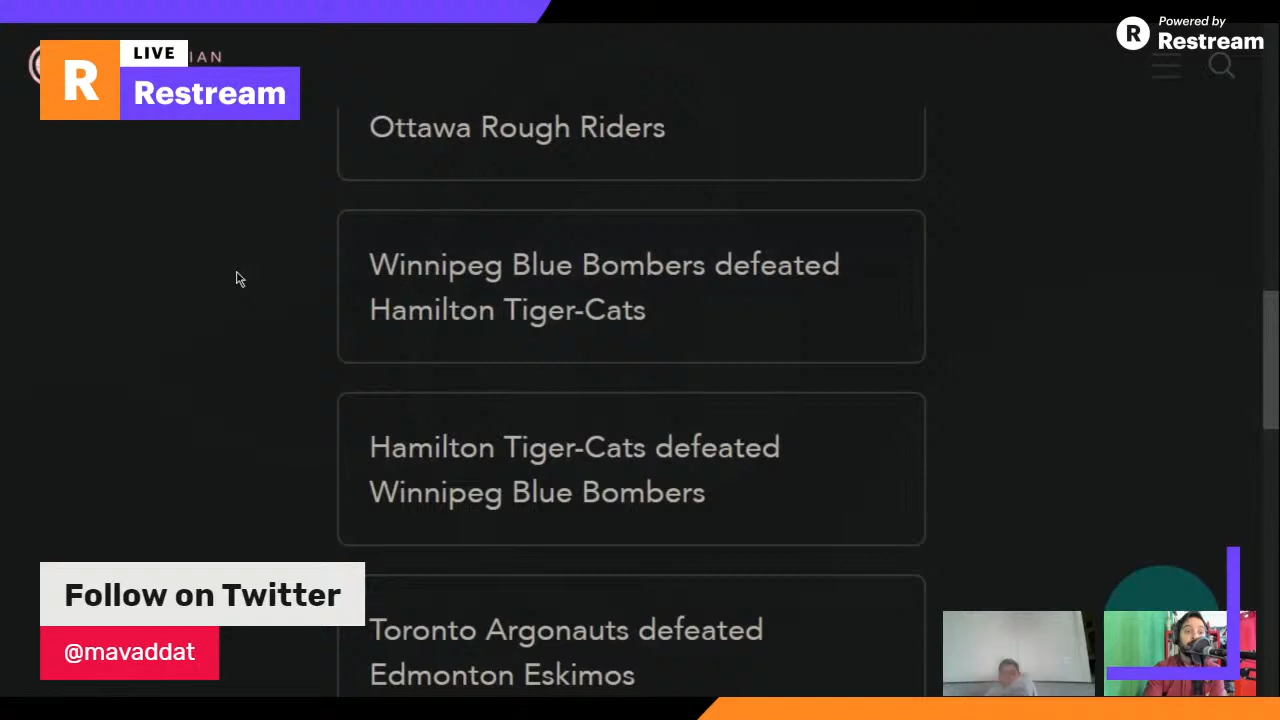 Powered by
R Restream
IAN
R
LIVE
Restream
Ottawa Rough Riders
Winnipeg Blue Bombers defeated
Hamilton Tiger-Cats
Hamilton Tiger-Cats defeated
Winnipeg Blue Bombers
Toronto Argonauts defeated
Edmonton Eskimos
Follow on Twitter
@mavaddat